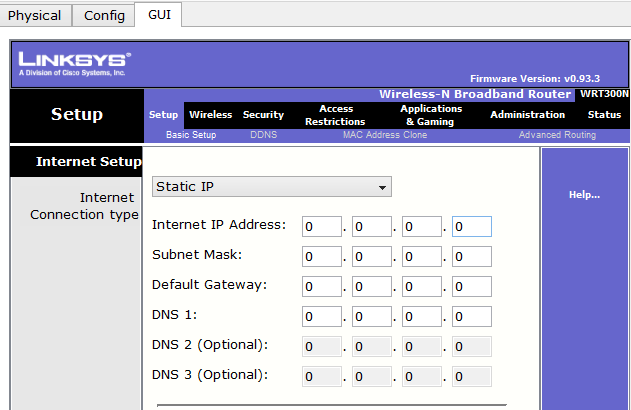 Physical Config GUI
LINKSYS®
A Division of Cisco Systems, Inc.
Firmware Version: v0.93.3
Wireless-N Broadband Router WRT300N
Setup
Setup Wireless Security Access Restrictions Applications & Gaming Administration Status
Basic Setup DDNS MAC Address Clone Advanced Routing
Internet Setup
Internet
Connection type
Static IP
Help...
Internet IP Address: 0 . 0 . 0 . 0
Subnet Mask: 0 . 0 . 0 . 0
Default Gateway: 0 . 0 . 0 . 0
DNS 1: 0 . 0 . 0 . 0
DNS 2 (Optional): 0 . 0 . 0 . 0
DNS 3 (Optional): 0 . 0 . 0 . 0